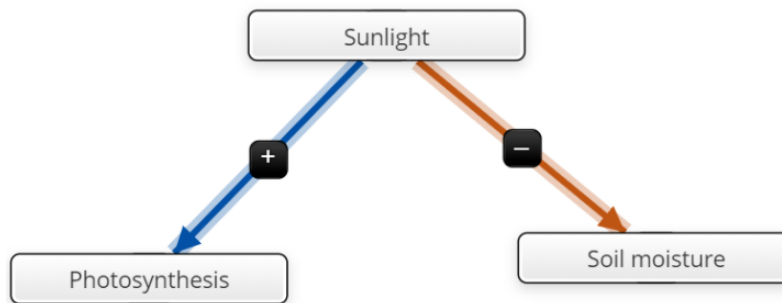 Sunlight
+
–
Photosynthesis
Soil moisture